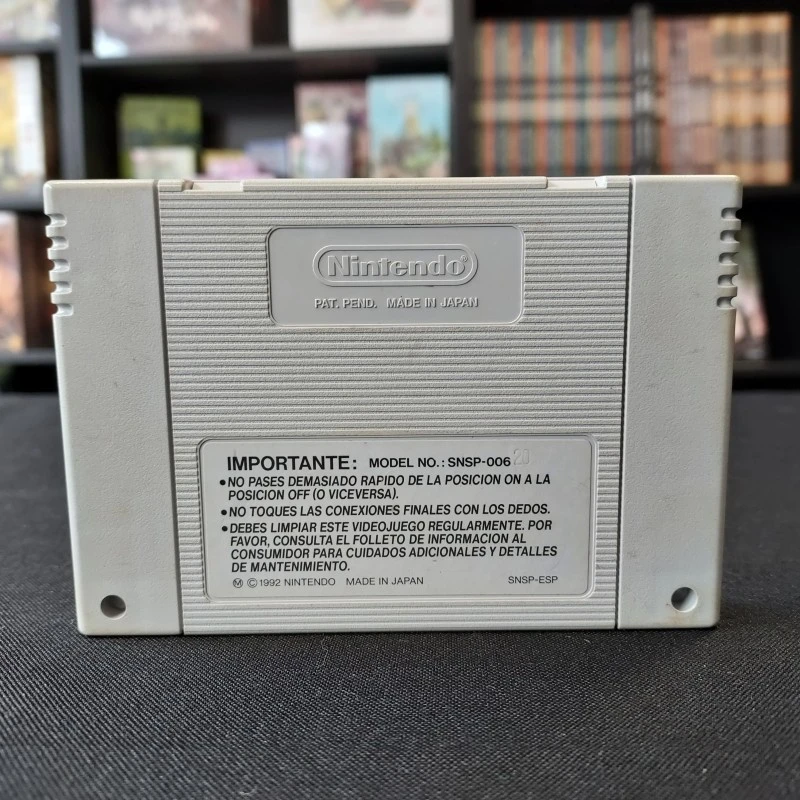 Nintendo®
PAT. PEND. MADE IN JAPAN
IMPORTANTE: MODEL NO.: SNSP-006 20
•NO PASES DEMASIADO RAPIDO DE LA POSICION ON A LA
POSICION OFF (O VICEVERSA).
•NO TOQUES LAS CONEXIONES FINALES CON LOS DEDOS.
•DEBES LIMPIAR ESTE VIDEOJUEGO REGULARMENTE. POR
FAVOR, CONSULTA EL FOLLETO DE INFORMACION AL
CONSUMIDOR PARA CUIDADOS ADICIONALES Y DETALLES
DE MANTENIMIENTO.
Ⓜ ©1992 NINTENDO MADE IN JAPAN SNSP-ESP